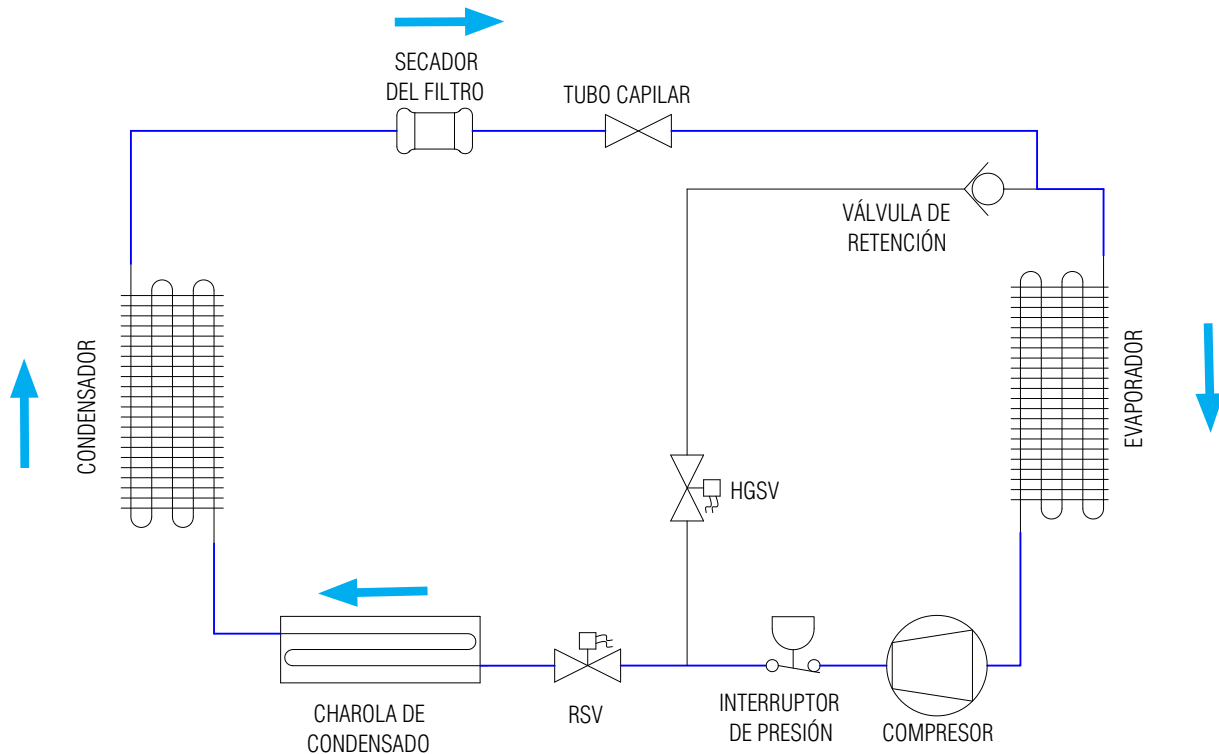 SECADOR
DEL FILTRO
TUBO CAPILAR
VÁLVULA DE
RETENCIÓN
CONDENSADOR
EVAPORADOR
HGSV
CHAROLA DE
CONDENSADO
RSV
INTERRUPTOR
DE PRESIÓN
COMPRESOR